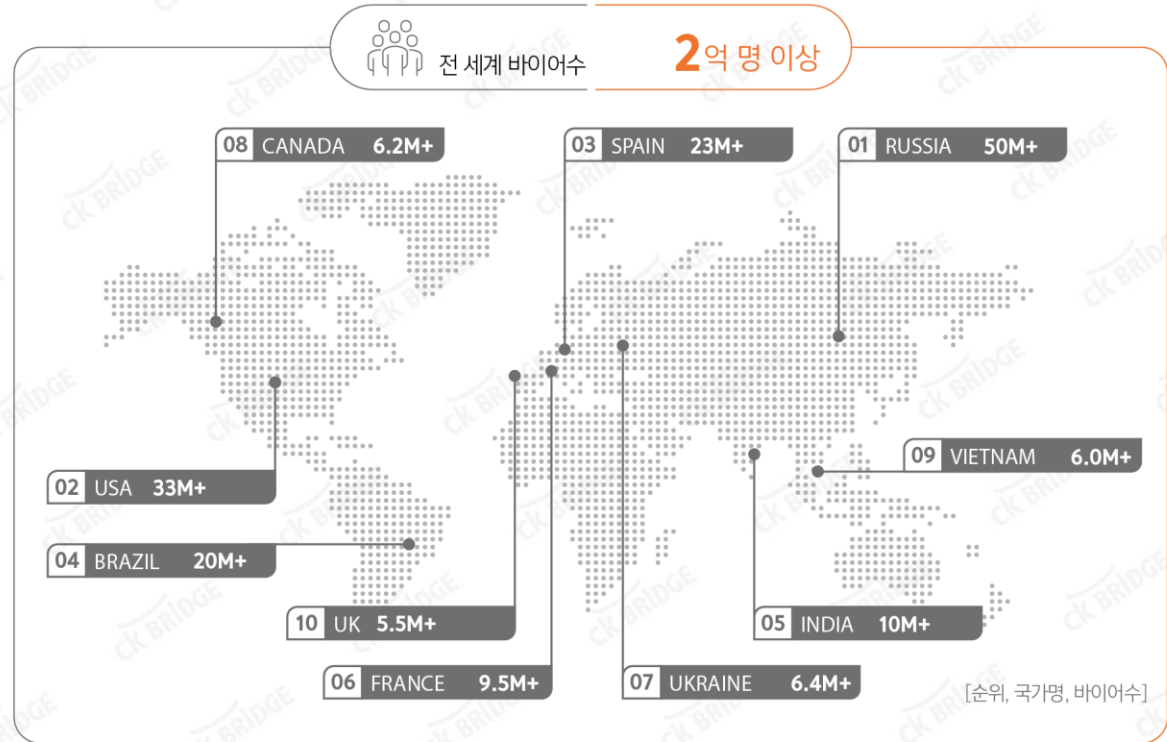 전 세계 바이어수 2억 명 이상
08 CANADA 6.2M+
03 SPAIN 23M+
01 RUSSIA 50M+
09 VIETNAM 6.0M+
02 USA 33M+
04 BRAZIL 20M+
10 UK 5.5M+
05 INDIA 10M+
06 FRANCE 9.5M+
07 UKRAINE 6.4M+
[순위, 국가명, 바이어수]
CK BRIDGE